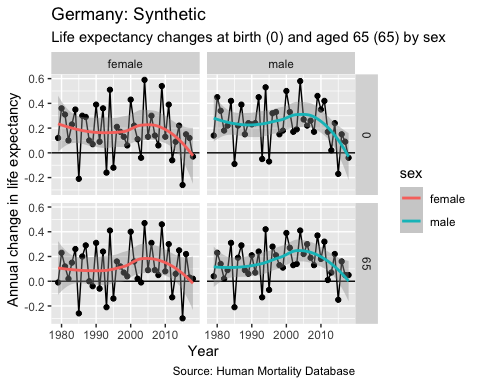 Germany: Synthetic
Life expectancy changes at birth (0) and aged 65 (65) by sex
female
male
0.6
0.4
0.2
0.0
-0.2
0
Annual change in life expectancy
sex
female
male
0.6
0.4
0.2
0.0
-0.2
65
1980
1990
2000
2010
1980
1990
2000
2010
Year
Source: Human Mortality Database